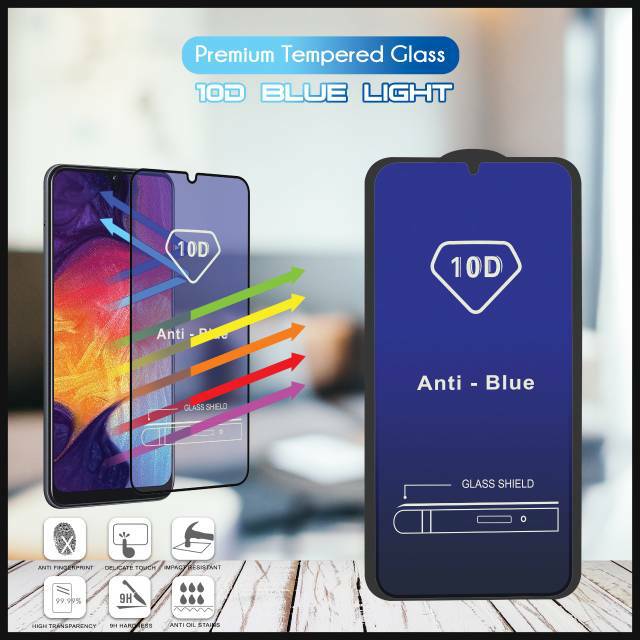 Premium Tempered Glass
10D BLUE LIGHT
10D
Anti - Blue
GLASS SHIELD
10D
Anti - Blue
GLASS SHIELD
ANTI FINGERPRINT
DELICATE TOUCH
IMPACT RESISTANT
99.99%
HIGH TRANSPARENCY
9H
9H HARDNESS
ANTI OIL STAINS